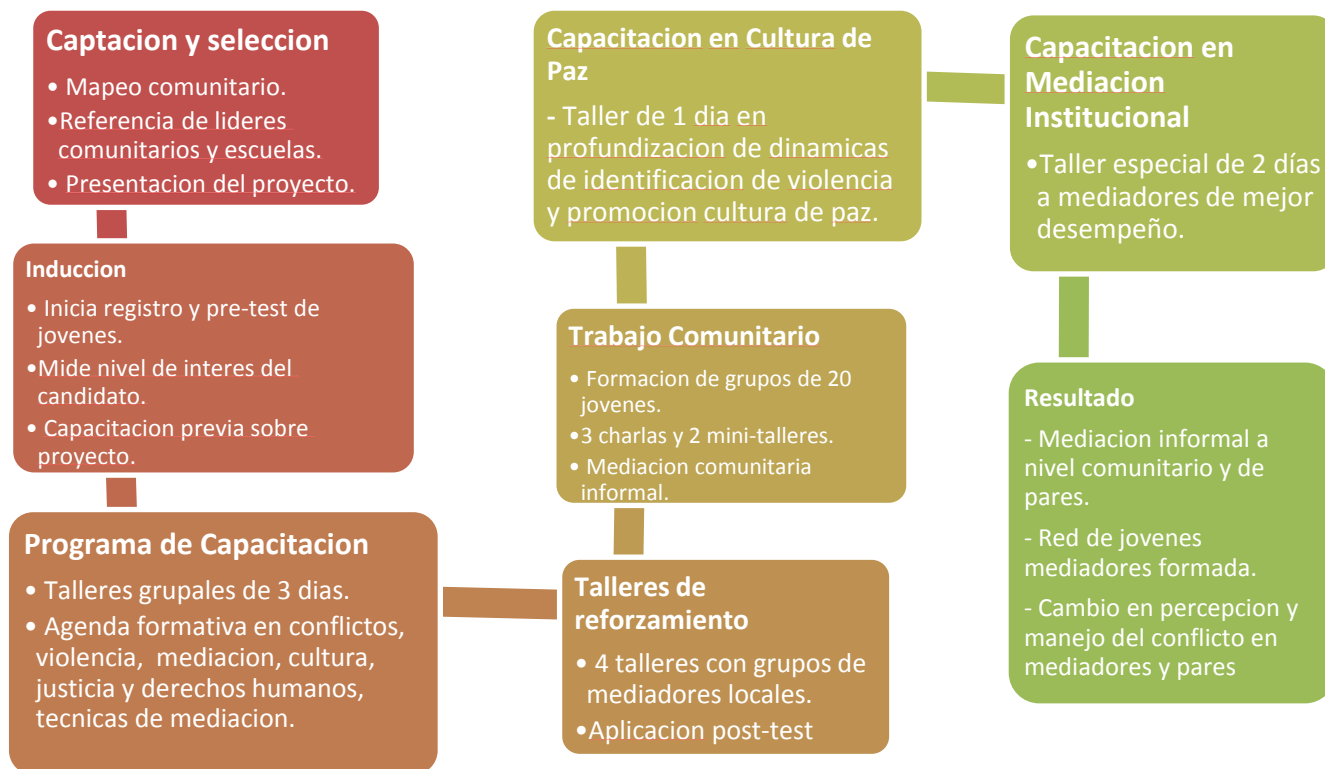 Captacion y seleccion
• Mapeo comunitario.
•Referencia de lideres
comunitarios y escuelas.
• Presentacion del proyecto.
Induccion
• Inicia registro y pre-test de
jovenes.
•Mide nivel de interes del
candidato.
• Capacitacion previa sobre
proyecto.
Programa de Capacitacion
• Talleres grupales de 3 dias.
• Agenda formativa en conflictos,
violencia, mediacion, cultura,
justicia y derechos humanos,
tecnicas de mediacion.
Talleres de
reforzamiento
• 4 talleres con grupos de
mediadores locales.
•Aplicacion post-test
Trabajo Comunitario
• Formacion de grupos de 20
jovenes.
•3 charlas y 2 mini-talleres.
• Mediacion comunitaria
informal.
Capacitacion en Cultura de
Paz
- Taller de 1 dia en
profundizacion de dinamicas
de identificacion de violencia
y promocion cultura de paz.
Capacitacion en
Mediacion
Institucional
•Taller especial de 2 días
a mediadores de mejor
desempeño.
Resultado
- Mediacion informal a
nivel comunitario y de
pares.
- Red de jovenes
mediadores formada.
- Cambio en percepcion y
manejo del conflicto en
mediadores y pares